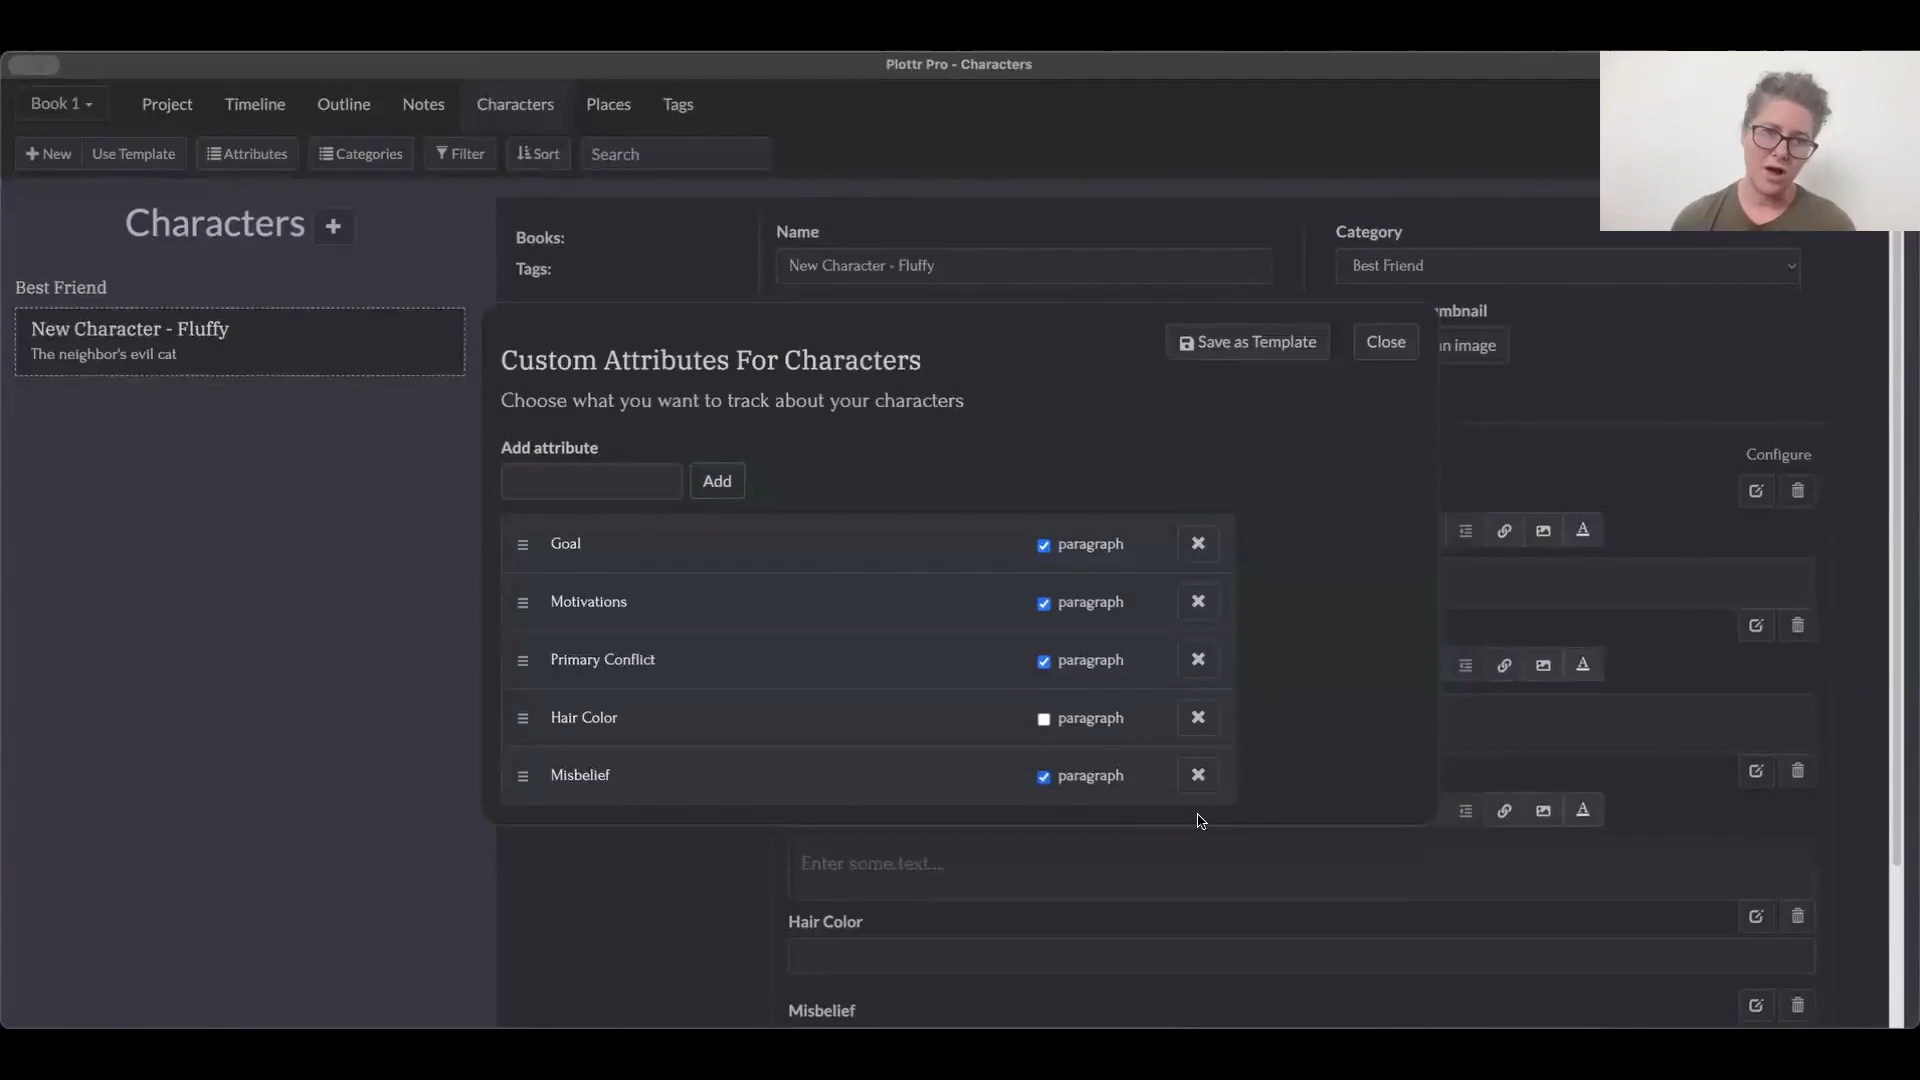 Plottr Pro - Characters
Book 1
Project
Timeline
Outline
Notes
Characters
Places
Tags
New
Use Template
Attributes
Categories
Filter
Sort
Search
Characters
Best Friend
New Character - Fluffy
The neighbor's evil cat
Books:
Tags:
Name
New Character - Fluffy
Category
Best Friend
mbnail
n image
Custom Attributes For Characters
Choose what you want to track about your characters
Save as Template
Close
Add attribute
Add
Goal
paragraph
Motivations
paragraph
Primary Conflict
paragraph
Hair Color
paragraph
Misbelief
paragraph
Configure
Enter some text...
Hair Color
Misbelief